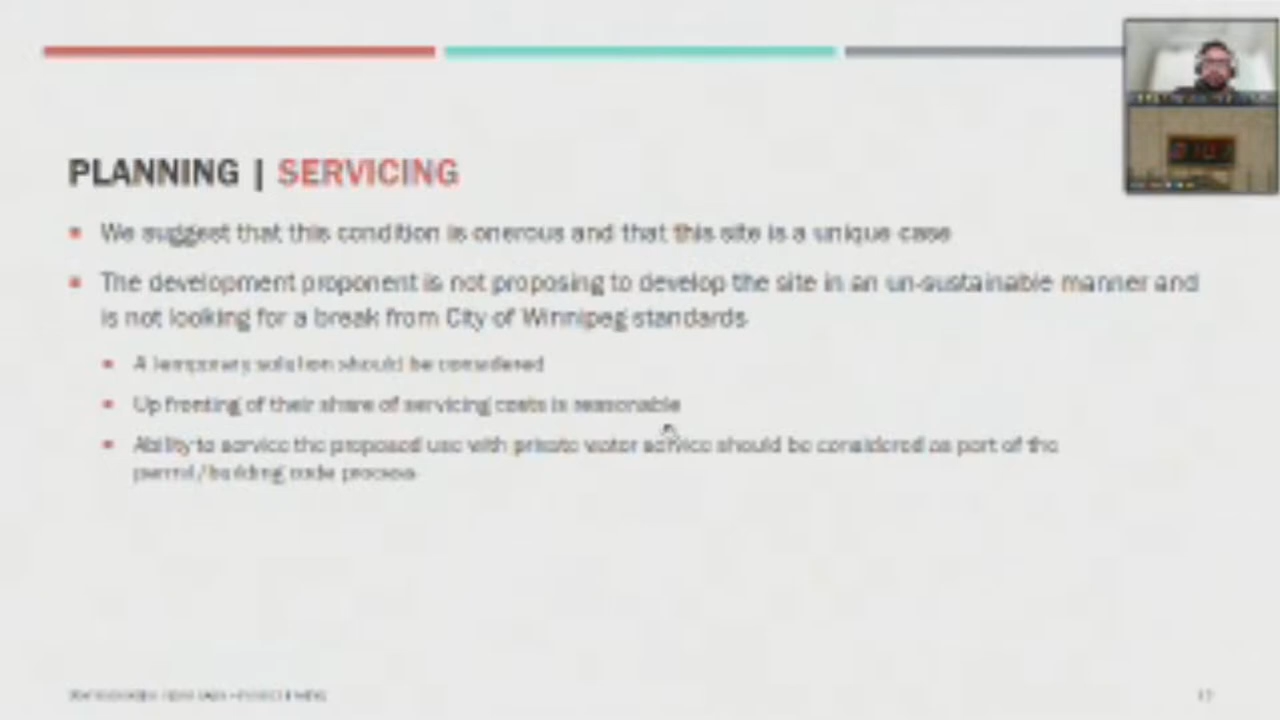 PLANNING | SERVICING
We suggest that this condition is onerous and that this site is a unique case
The development proponent is not proposing to develop the site in an un-sustainable manner and
is not looking for a break from City of Winnipeg standards
A temporary solution should be considered
Up fronting of their share of servicing costs is reasonable
Ability to service the proposed use with private water service should be considered as part of the
permit/building code process